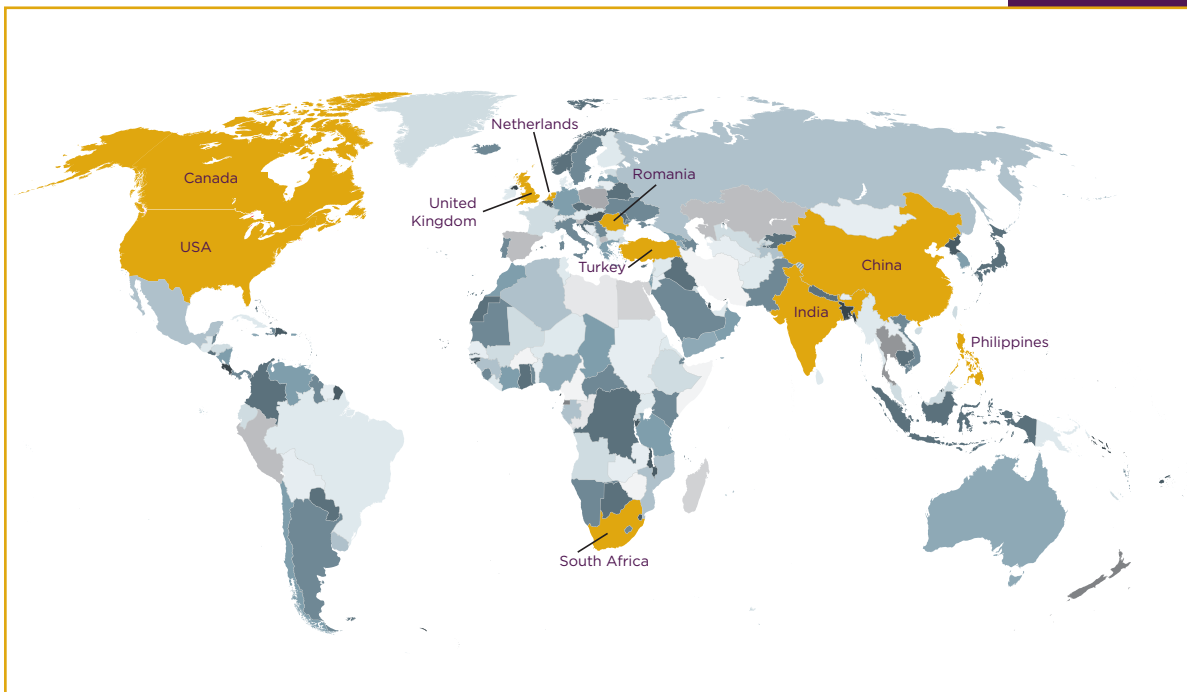 Netherlands
Romania
Canada
United
Kingdom
USA
Turkey
China
India
Philippines
South Africa